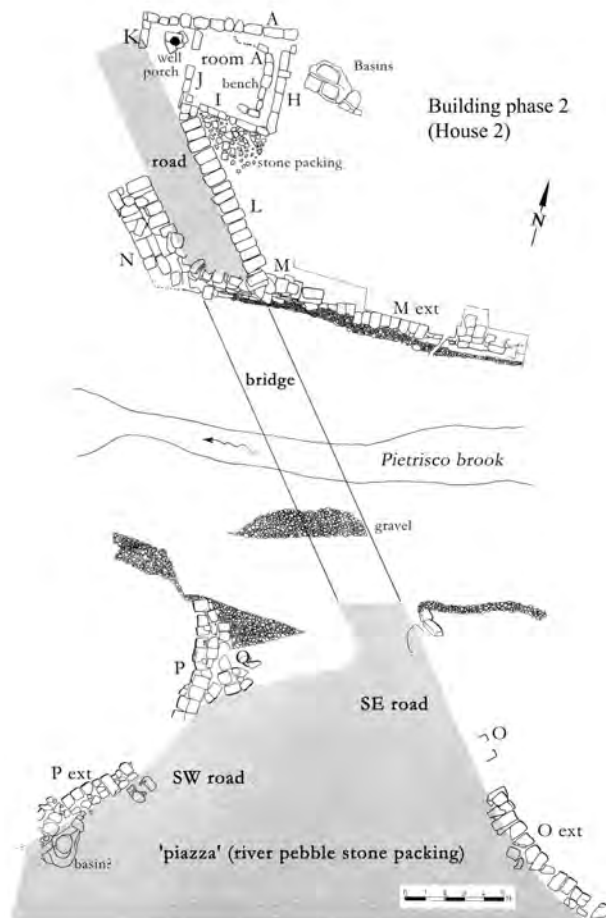 A
K
well
porch
room A
J
bench
H
I
Basins
Building phase 2
(House 2)
stone packing
road
L
N
N
M
M ext
bridge
Pietrisco brook
gravel
P
Q
SE road
O
P ext
SW road
O ext
basin?
'piazza' (river pebble stone packing)